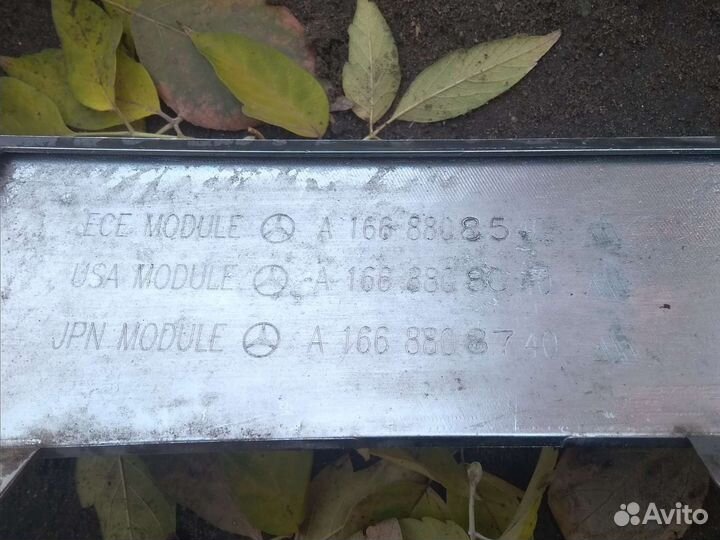 ECE MODULE A 166 880 85
USA MODULE A 166 880
JPN MODULE A 166 880 87 40
Avito